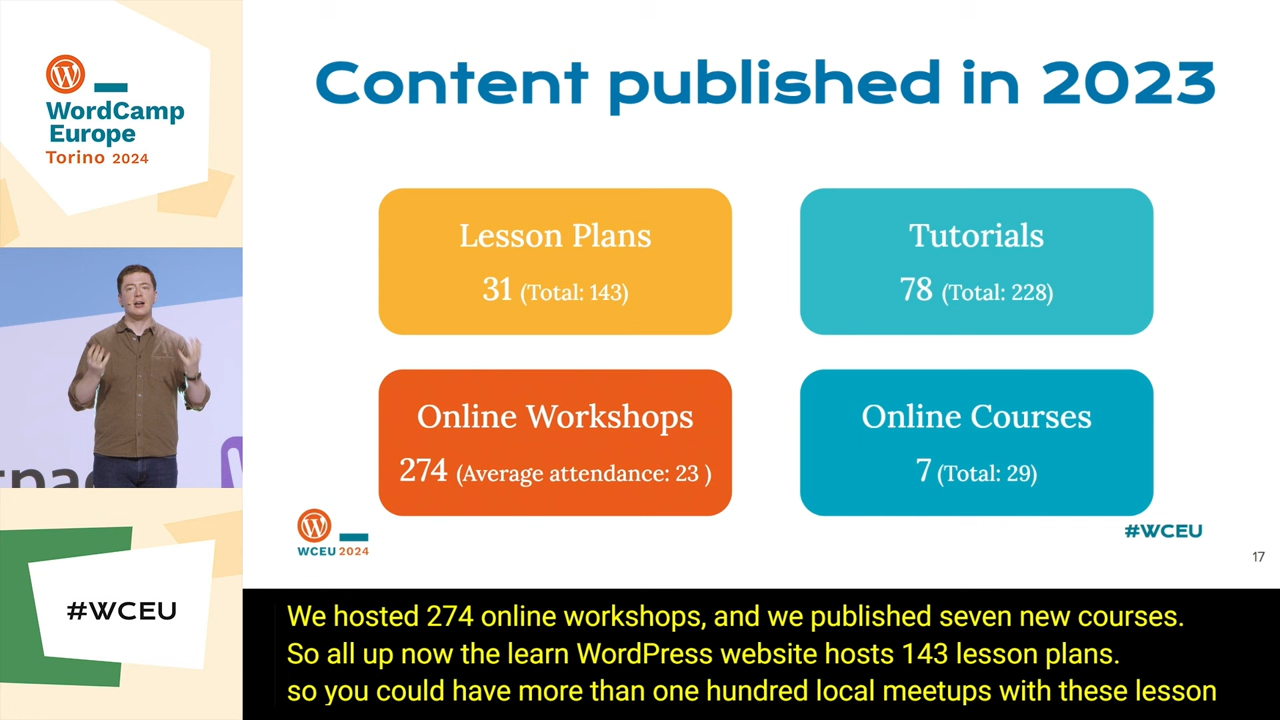 WordCamp
Europe
Torino 2024
Content published in 2023
Lesson Plans
31 (Total: 143)
Tutorials
78 (Total: 228)
Online Workshops
274 (Average attendance: 23 )
Online Courses
7 (Total: 29)
WCEU 2024
#WCEU
17
#WCEU
We hosted 274 online workshops, and we published seven new courses.
So all up now the learn WordPress website hosts 143 lesson plans.
so you could have more than one hundred local meetups with these lesson